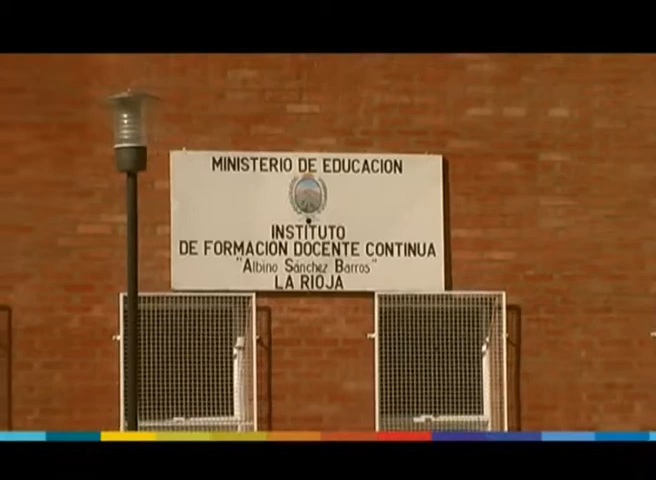 MINISTERIO DE EDUCACION
INSTITUTO
DE FORMACION DOCENTE CONTINUA
"Albino Sánchez Barros"
LA RIOJA